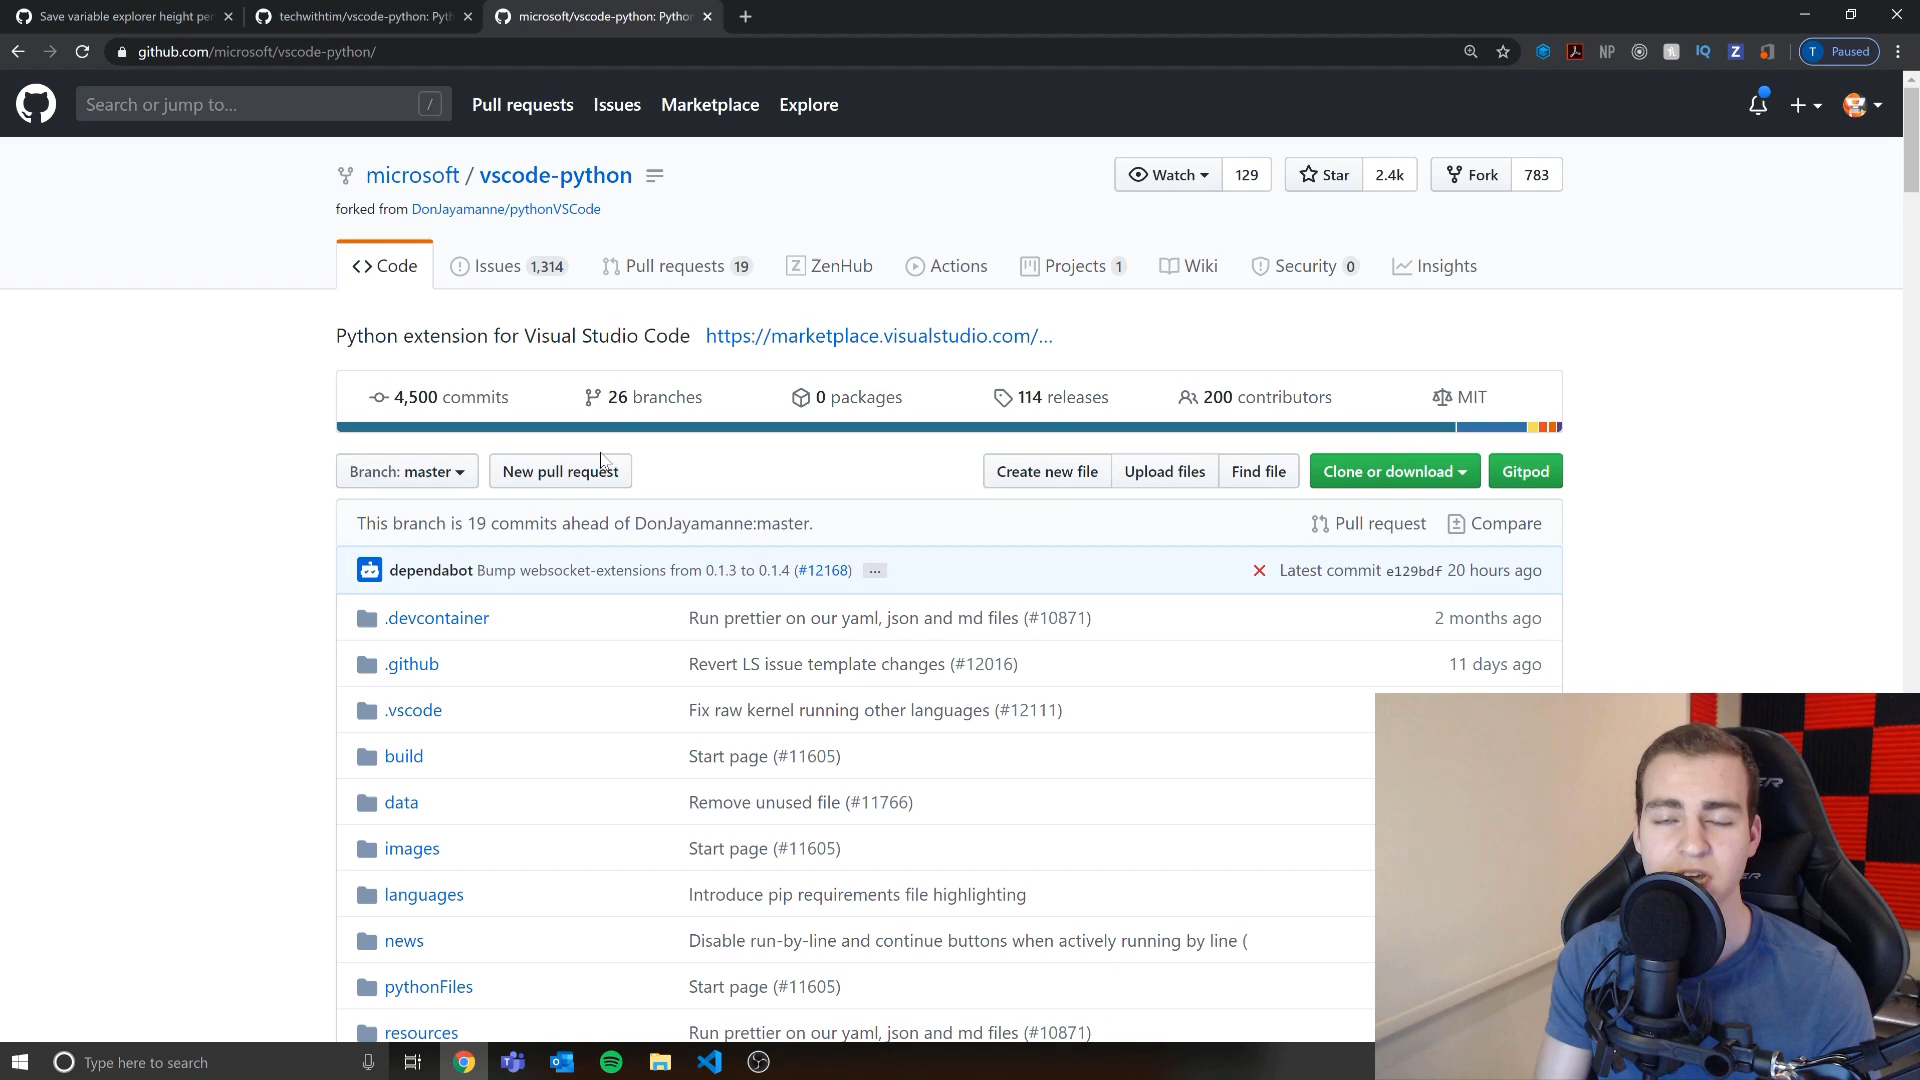 Save variable explorer height per
techwithtim/vscode-python: Pyth
microsoft/vscode-python: Python
github.com/microsoft/vscode-python/
NP
IQ
Z
T Paused
Search or jump to... /
Pull requests Issues Marketplace Explore
microsoft / vscode-python
Watch 129
Star 2.4k
Fork 783
forked from DonJayamanne/pythonVSCode
Code
Issues 1,314
Pull requests 19
Z ZenHub
Actions
Projects 1
Wiki
Security 0
Insights
Python extension for Visual Studio Code https://marketplace.visualstudio.com/...
4,500 commits
26 branches
0 packages
114 releases
200 contributors
MIT
Branch: master
New pull request
Create new file
Upload files
Find file
Clone or download
Gitpod
This branch is 19 commits ahead of DonJayamanne:master.
Pull request
Compare
dependabot Bump websocket-extensions from 0.1.3 to 0.1.4 (#12168) ...
Latest commit e129bdf 20 hours ago
.devcontainer Run prettier on our yaml, json and md files (#10871) 2 months ago
.github Revert LS issue template changes (#12016) 11 days ago
.vscode Fix raw kernel running other languages (#12111)
build Start page (#11605)
data Remove unused file (#11766)
images Start page (#11605)
languages Introduce pip requirements file highlighting
news Disable run-by-line and continue buttons when actively running by line (
pythonFiles Start page (#11605)
resources Run prettier on our yaml, json and md files (#10871)
Type here to search